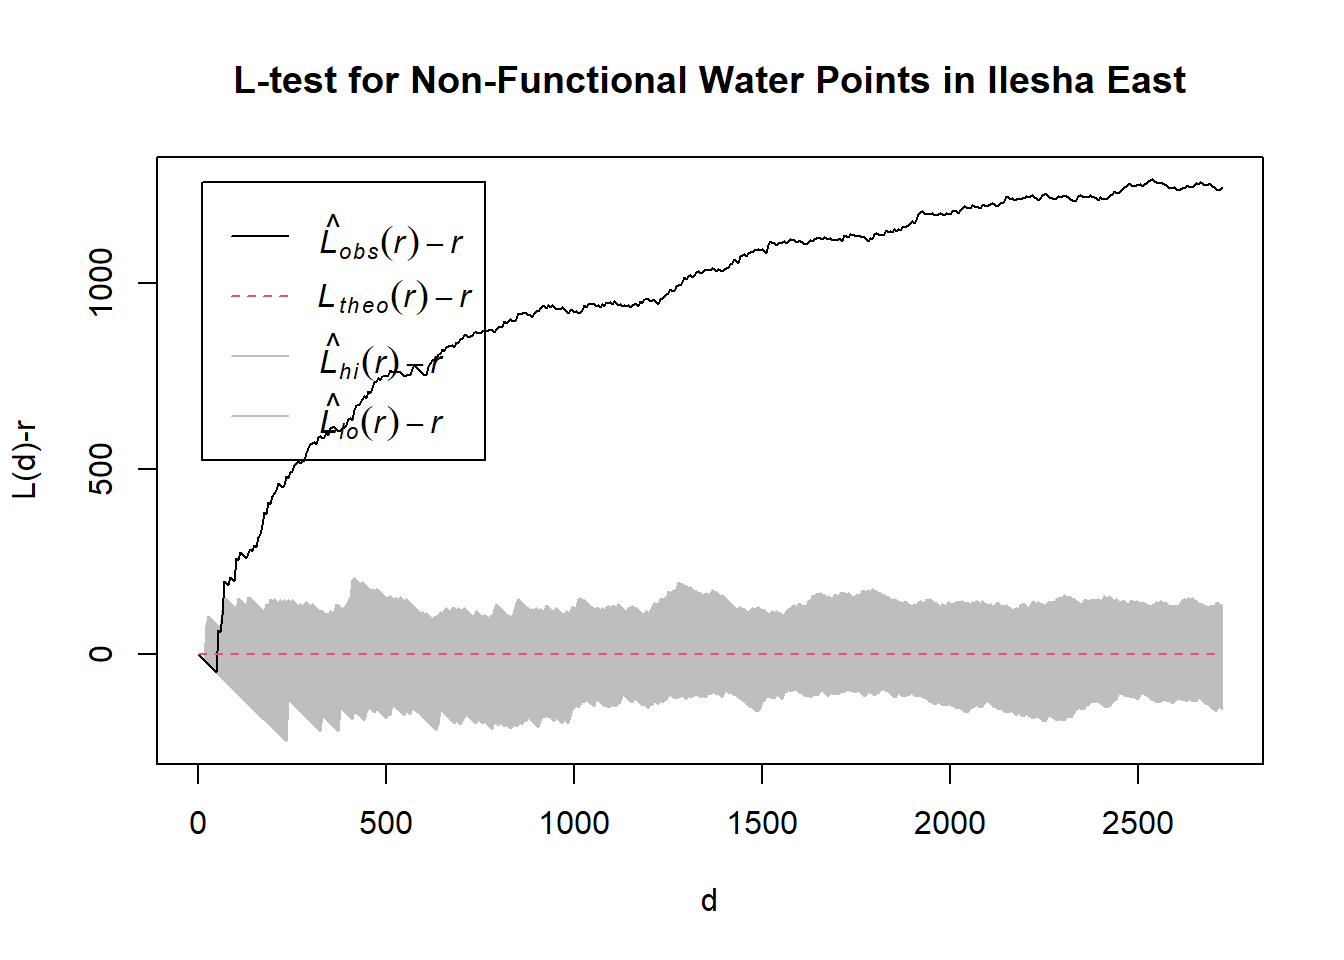 L-test for Non-Functional Water Points in Ilesha East
L̂obs(r) – r
Ltheo(r) – r
L̂hi(r) – r
L̂lo(r) – r
L(d)-r
1000
500
0
0 500 1000 1500 2000 2500
d